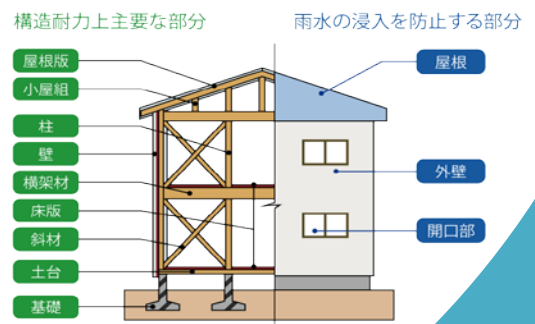 構造耐力上主要な部分
雨水の浸入を防止する部分
屋根版
小屋組
柱
壁
横架材
床版
斜材
土台
基礎
屋根
外壁
開口部